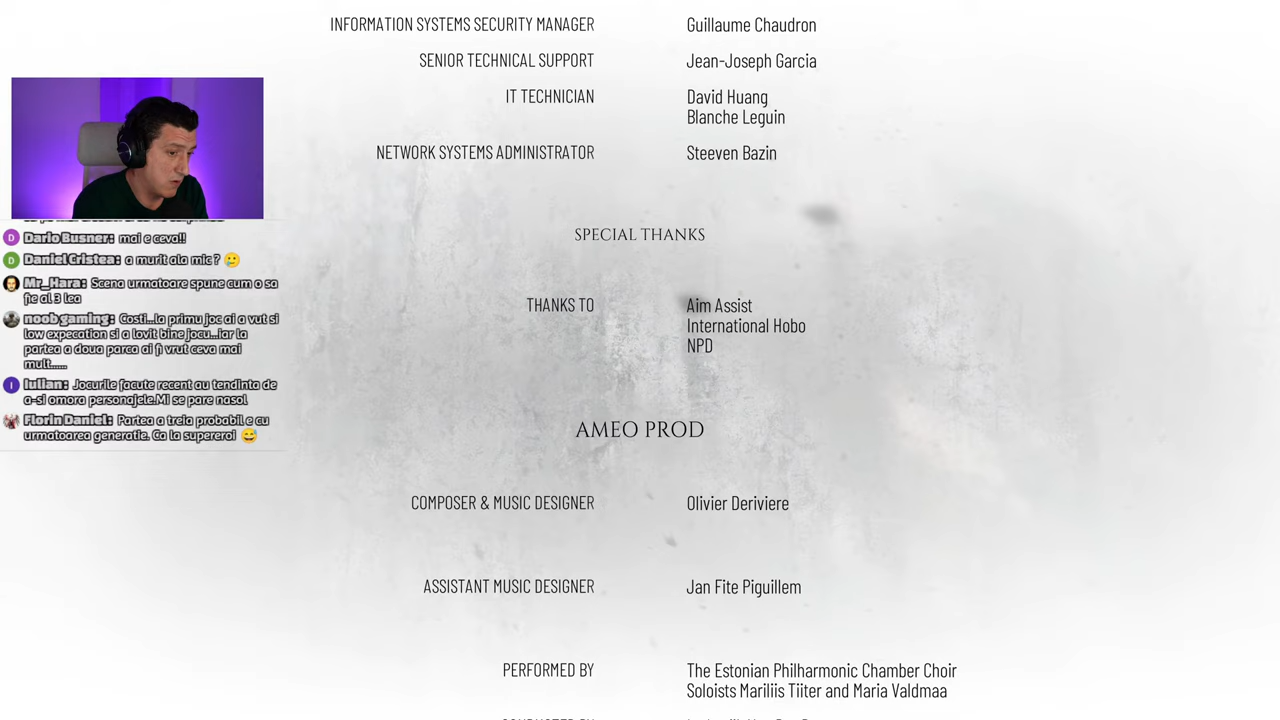 INFORMATION SYSTEMS SECURITY MANAGER Guillaume Chaudron
SENIOR TECHNICAL SUPPORT Jean-Joseph Garcia
IT TECHNICIAN David Huang
Blanche Leguin
NETWORK SYSTEMS ADMINISTRATOR Steeven Bazin
SPECIAL THANKS
THANKS TO Aim Assist
International Hobo
NPD
AMEO PROD
COMPOSER & MUSIC DESIGNER Olivier Deriviere
ASSISTANT MUSIC DESIGNER Jan Fite Piguillem
PERFORMED BY The Estonian Philharmonic Chamber Choir
Soloists Mariliis Tiiter and Maria Valdmaa
D Dario Busner: mai e ceva!!
D Daniel Cristea: a murit ala mic? 🥲
Mr_Hara: Scena urmatoare spune cum o sa
fie al 3 lea
noob gaming: Costi...la primu joc ai a vut si
low expecation si a lovit bine jocu...iar la
partea a doua parca ai fi vrut ceva mai
mult......
I Iulian: Jocurile facute recent au tendinta de
a-si omora personajele.Mi se pare nasol
Florin Daniel: Partea a treia probabil e cu
urmatoarea generatie. Ca la supereroi 😅